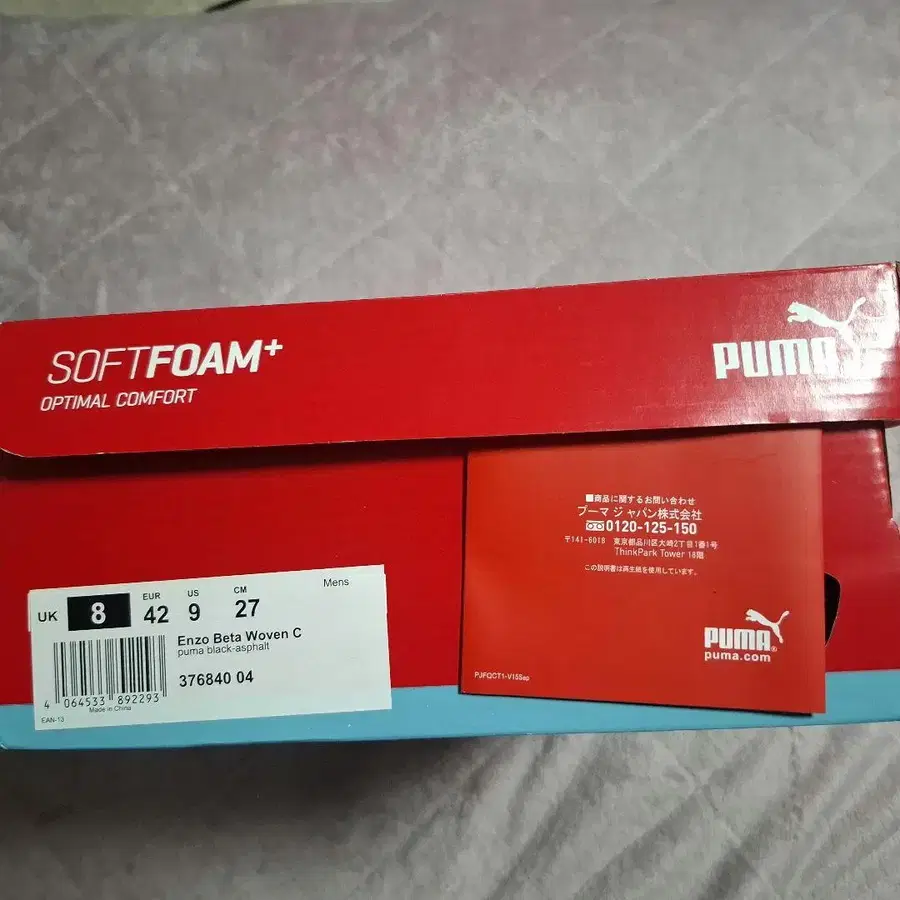 SOFTFOAM+
OPTIMAL COMFORT
PUMA
■商品に関するお問い合わせ
プーマ ジャパン株式会社
0120-125-150
〒141-6018 東京都品川区大崎2丁目1番1号
ThinkPark Tower 18階
この説明書は再生紙を使用しています。
PUMA®
puma.com
PJFQCT1-V15Sep
Mens
UK 8 EUR 42 US 9 CM 27
Enzo Beta Woven C
puma black-asphalt
376840 04
4 064533 892293
Made in China
EAN-13